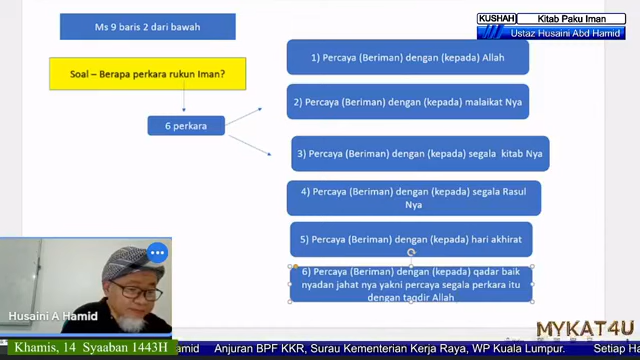 Ms 9 baris 2 dari bawah
KUSHAH
Kitab Paku Iman
Ustaz Husaini Abd Hamid
Soal – Berapa perkara rukun Iman?
6 perkara
1) Percaya (Beriman) dengan (kepada) Allah
2) Percaya (Beriman) dengan (kepada) malaikat Nya
3) Percaya (Beriman) dengan (kepada) segala kitab Nya
4) Percaya (Beriman) dengan (kepada) segala Rasul
Nya
5) Percaya (Beriman) dengan (kepada) hari akhirat
6) Percaya (Beriman) dengan (kepada) qadar baik
nyadan jahat nya yakni percaya segala perkara itu
dengan taqdir Allah
Husaini A Hamid
MYKAT4U
Khamis, 14 Syaaban 1443H
amid Anjuran BPF KKR, Surau Kementerian Kerja Raya, WP Kuala Lumpur. Setiap Ha